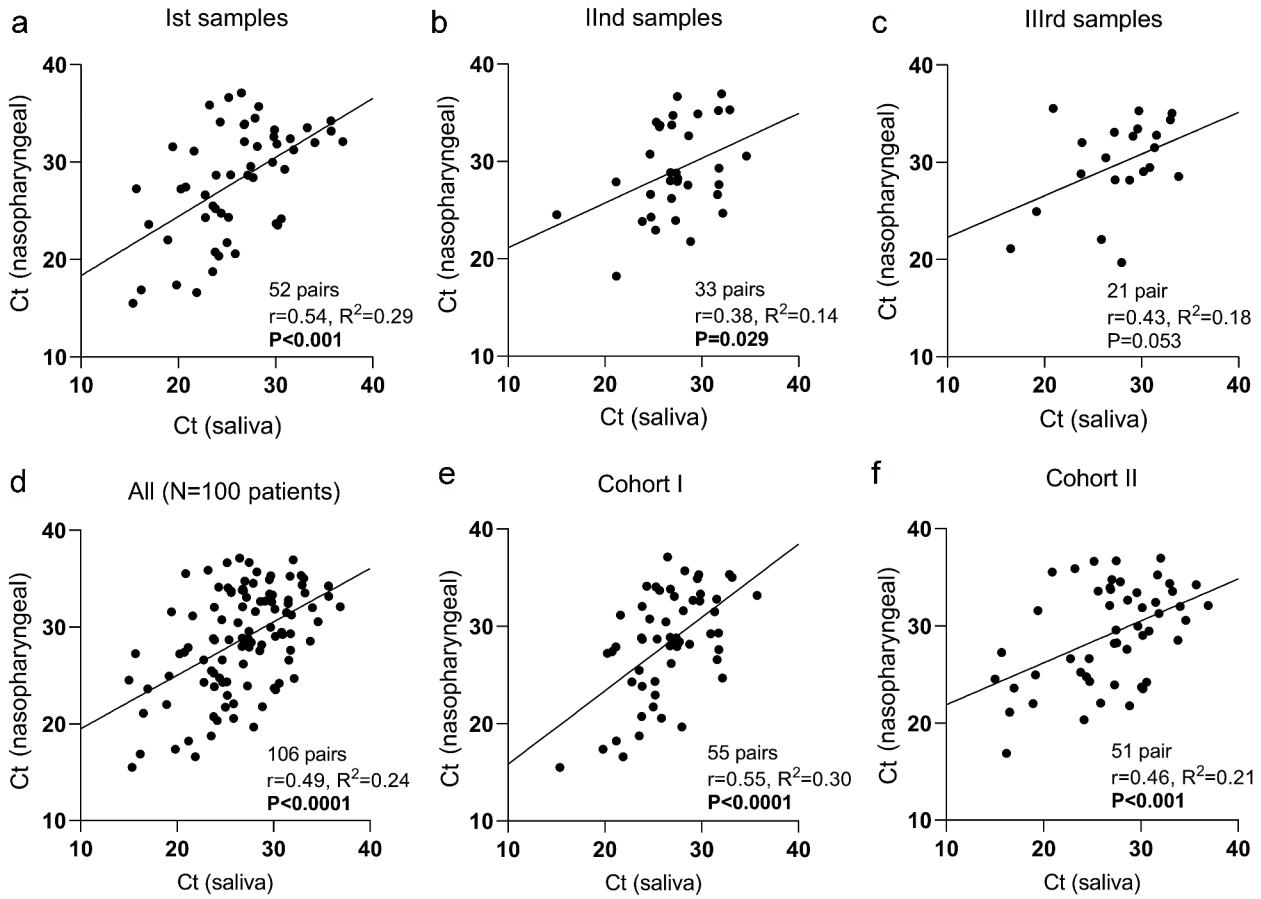 a
Ist samples
Ct (nasopharyngeal)
40
30
20
10
52 pairs
r=0.54, R²=0.29
P<0.001
10 20 30 40
Ct (saliva)
b
IInd samples
Ct (nasopharyngeal)
40
30
20
10
33 pairs
r=0.38, R²=0.14
P=0.029
10 20 30 40
Ct (saliva)
c
IIIrd samples
Ct (nasopharyngeal)
40
30
20
10
21 pair
r=0.43, R²=0.18
P=0.053
10 20 30 40
Ct (saliva)
d
All (N=100 patients)
Ct (nasopharyngeal)
40
30
20
10
106 pairs
r=0.49, R²=0.24
P<0.0001
10 20 30 40
Ct (saliva)
e
Cohort I
Ct (nasopharyngeal)
40
30
20
10
55 pairs
r=0.55, R²=0.30
P<0.0001
10 20 30 40
Ct (saliva)
f
Cohort II
Ct (nasopharyngeal)
40
30
20
10
51 pair
r=0.46, R²=0.21
P<0.001
10 20 30 40
Ct (saliva)